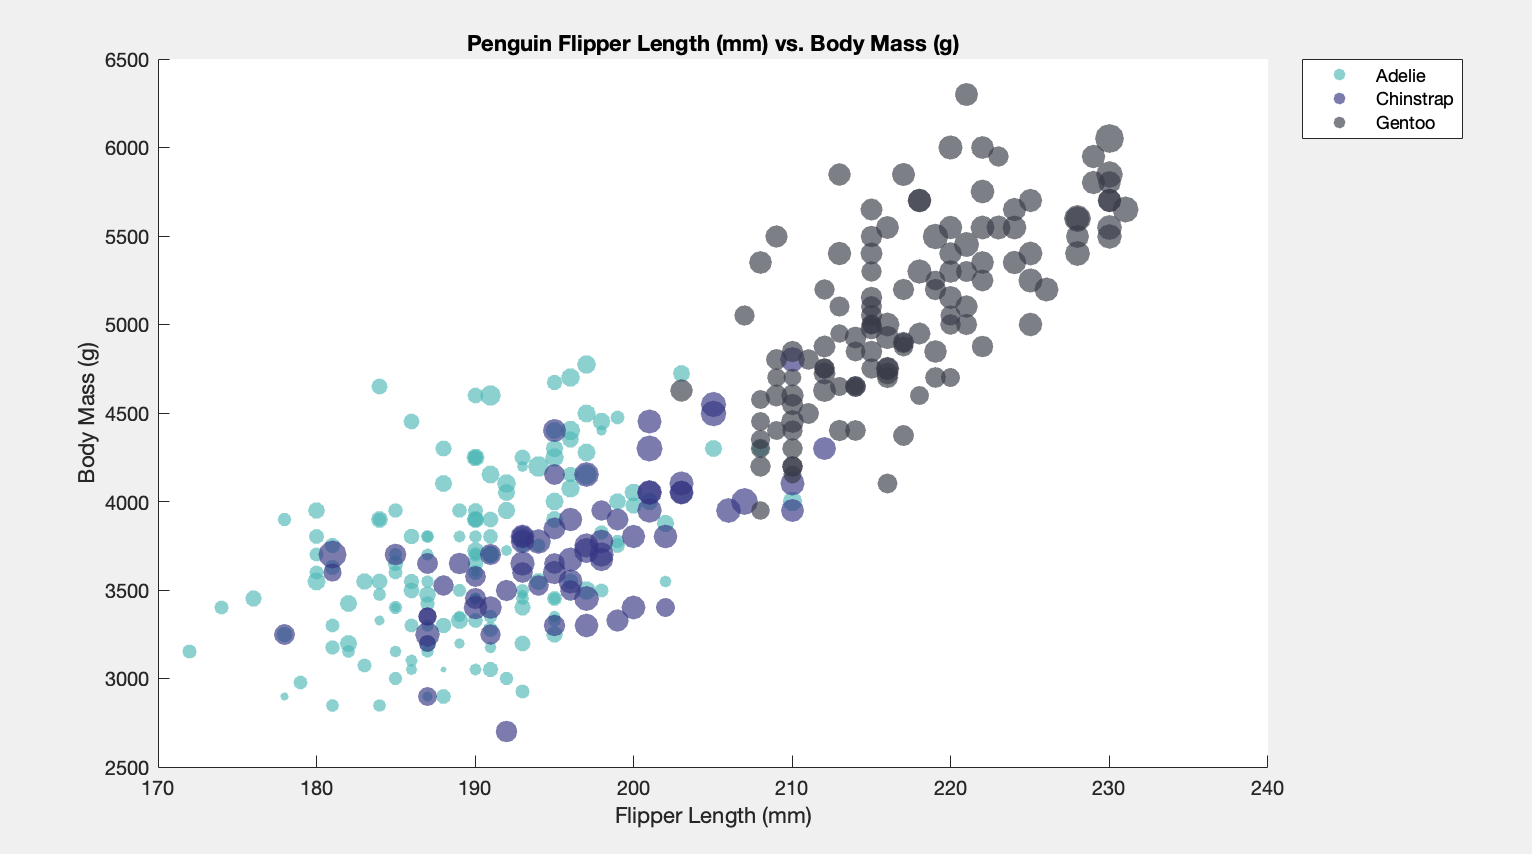 Penguin Flipper Length (mm) vs. Body Mass (g)
Adelie
Chinstrap
Gentoo
6500
6000
5500
5000
4500
4000
3500
3000
2500
Body Mass (g)
170 180 190 200 210 220 230 240
Flipper Length (mm)